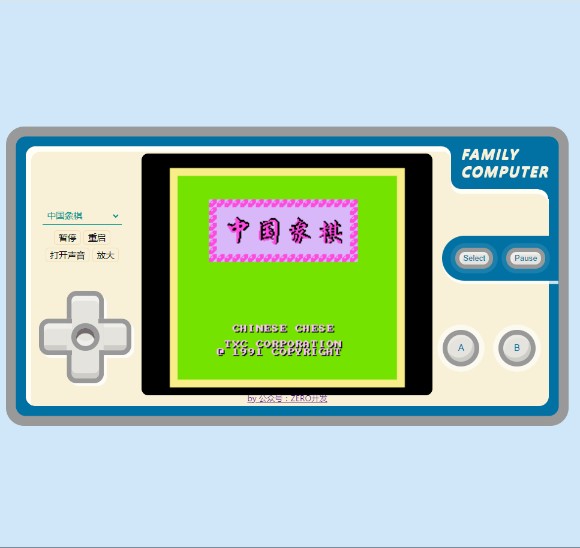 FAMILY
COMPUTER
中国象棋
暂停 重启
打开声音 放大
中国象棋
CHINESE CHESE
TXC CORPORATION
@ 1991 COPYRIGHT
Select Pause
A B
by 公众号：ZERO开发